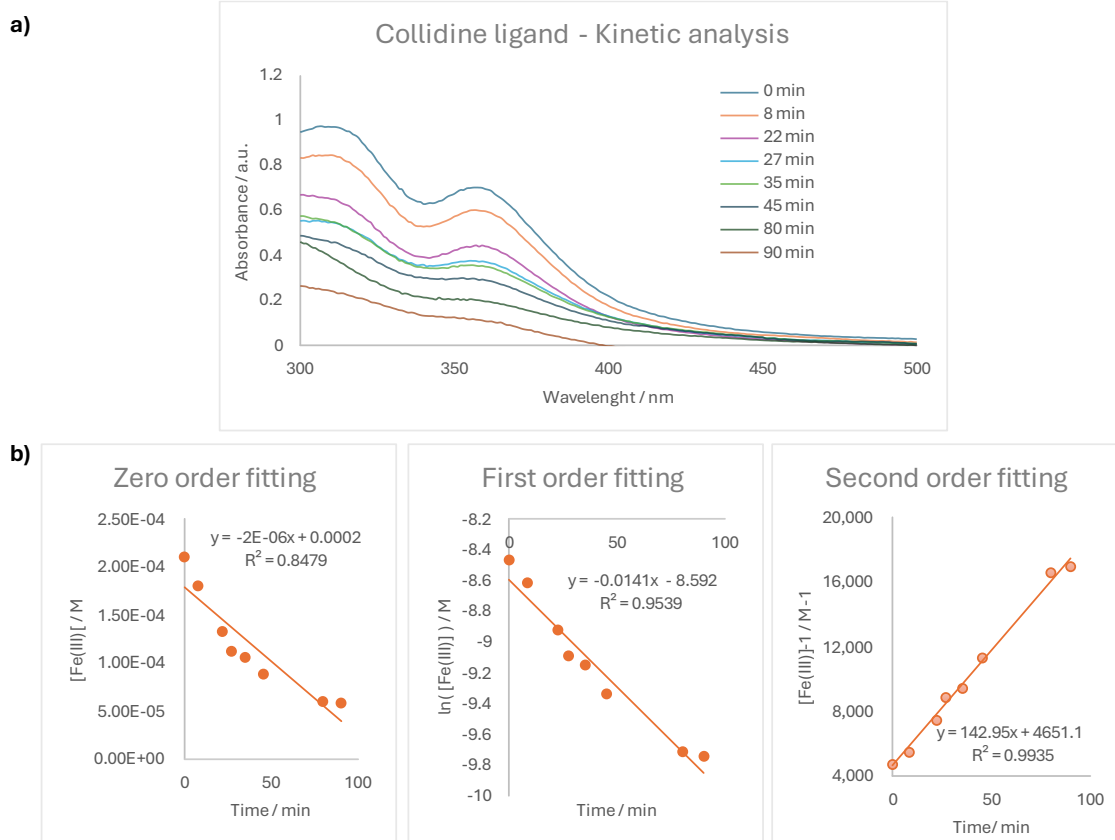 a)
Collidine ligand - Kinetic analysis
1.2
1
0.8
0.6
0.4
0.2
0
Absorbance / a.u.
300
350
400
450
500
Wavelenght / nm
0 min
8 min
22 min
27 min
35 min
45 min
80 min
90 min
b)
Zero order fitting
2.50E-04
2.00E-04
1.50E-04
1.00E-04
5.00E-05
0.00E+00
[Fe(III)[ / M
y = -2E-06x + 0.0002
R² = 0.8479
0
50
100
Time / min
First order fitting
-8.2
-8.4
-8.6
-8.8
-9
-9.2
-9.4
-9.6
-9.8
-10
ln( [Fe(III)] ) / M
0
50
100
y = -0.0141x - 8.592
R² = 0.9539
Time / min
Second order fitting
20,000
16,000
12,000
8,000
4,000
[Fe(III)]-1 / M-1
y = 142.95x + 4651.1
R² = 0.9935
0
50
100
Time/ min